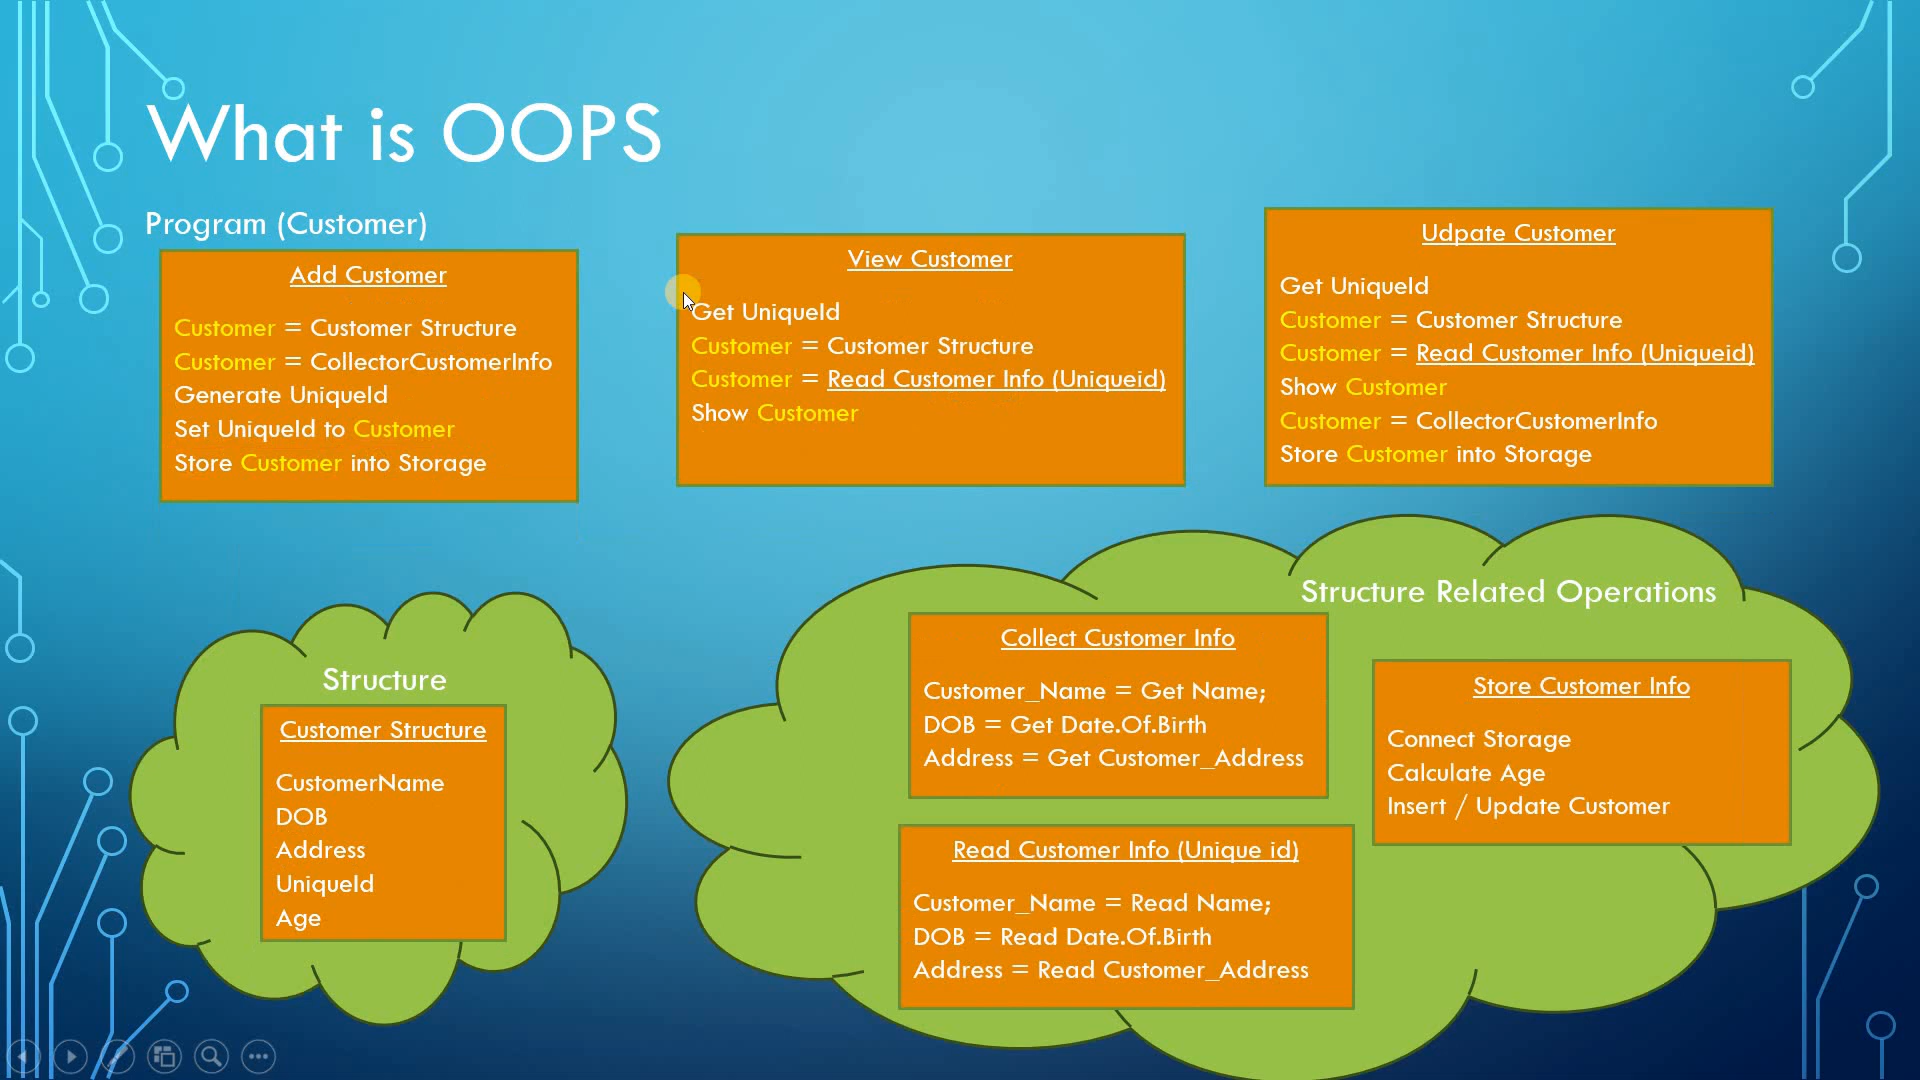 What is OOPS
Program (Customer)
Add Customer
Customer = Customer Structure
Customer = CollectorCustomerInfo
Generate UniqueId
Set UniqueId to Customer
Store Customer into Storage
View Customer
Get UniqueId
Customer = Customer Structure
Customer = Read Customer Info (Uniqueid)
Show Customer
Udpate Customer
Get UniqueId
Customer = Customer Structure
Customer = Read Customer Info (Uniqueid)
Show Customer
Customer = CollectorCustomerInfo
Store Customer into Storage
Structure
Customer Structure
CustomerName
DOB
Address
UniqueId
Age
Structure Related Operations
Collect Customer Info
Customer_Name = Get Name;
DOB = Get Date.Of.Birth
Address = Get Customer_Address
Store Customer Info
Connect Storage
Calculate Age
Insert / Update Customer
Read Customer Info (Unique id)
Customer_Name = Read Name;
DOB = Read Date.Of.Birth
Address = Read Customer_Address